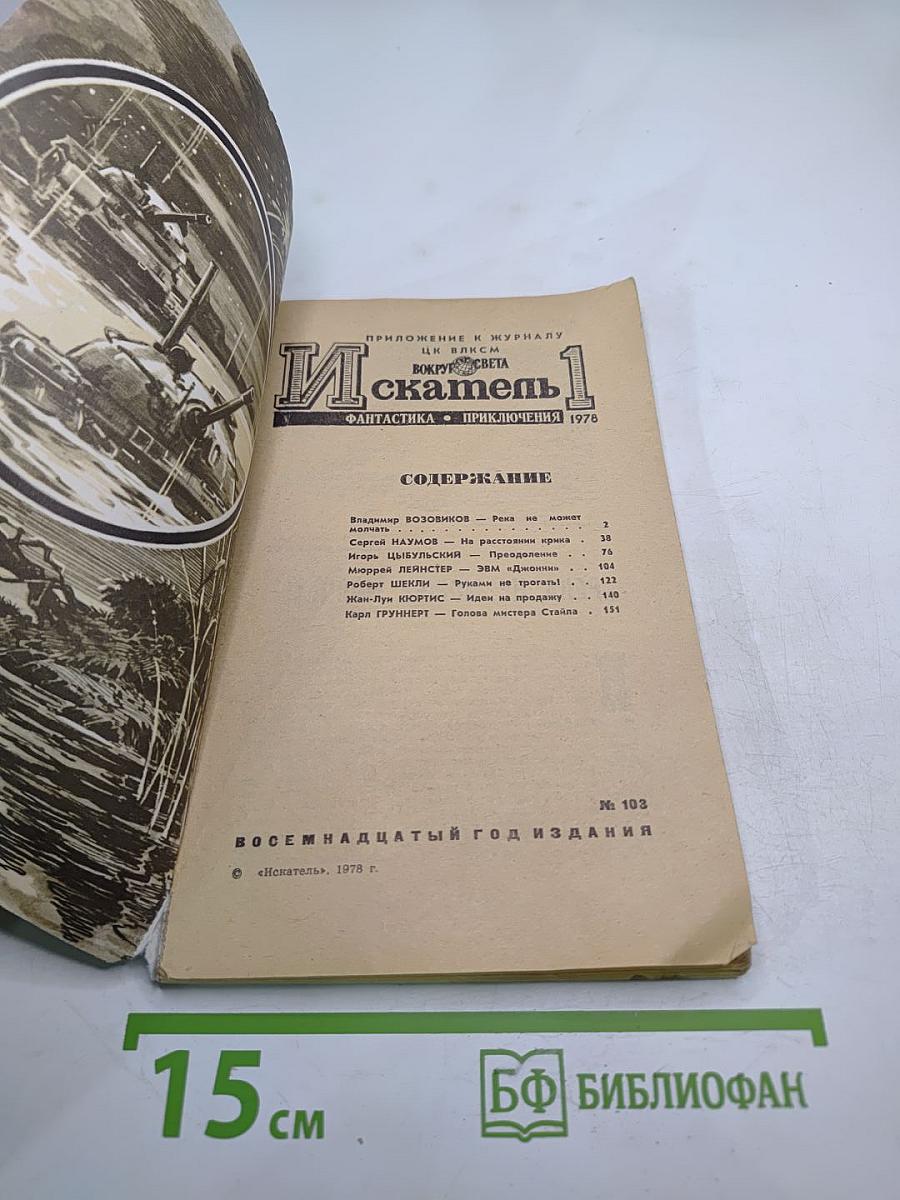 ПРИЛОЖЕНИЕ К ЖУРНАЛУ
ЦК ВЛКСМ
ВОКРУГ СВЕТА
Искатель 1
ФАНТАСТИКА • ПРИКЛЮЧЕНИЯ 1978
СОДЕРЖАНИЕ
Владимир ВОЗОВИКОВ — Река не может
молчать . . . . . . . . . . . . . . . 2
Сергей НАУМОВ — На расстоянии крика . 38
Игорь ЦЫБУЛЬСКИЙ — Преодоление . . 76
Мюррей ЛЕЙНСТЕР — ЭВМ «Джонни» . . 104
Роберт ШЕКЛИ — Руками не трогать! . . 122
Жан-Луи КЮРТИС — Идеи на продажу . . 140
Карл ГРУННЕРТ — Голова мистера Стайла . 151
№ 103
ВОСЕМНАДЦАТЫЙ ГОД ИЗДАНИЯ
© «Искатель», 1978 г.
15 см
БФ БИБЛИОФАН